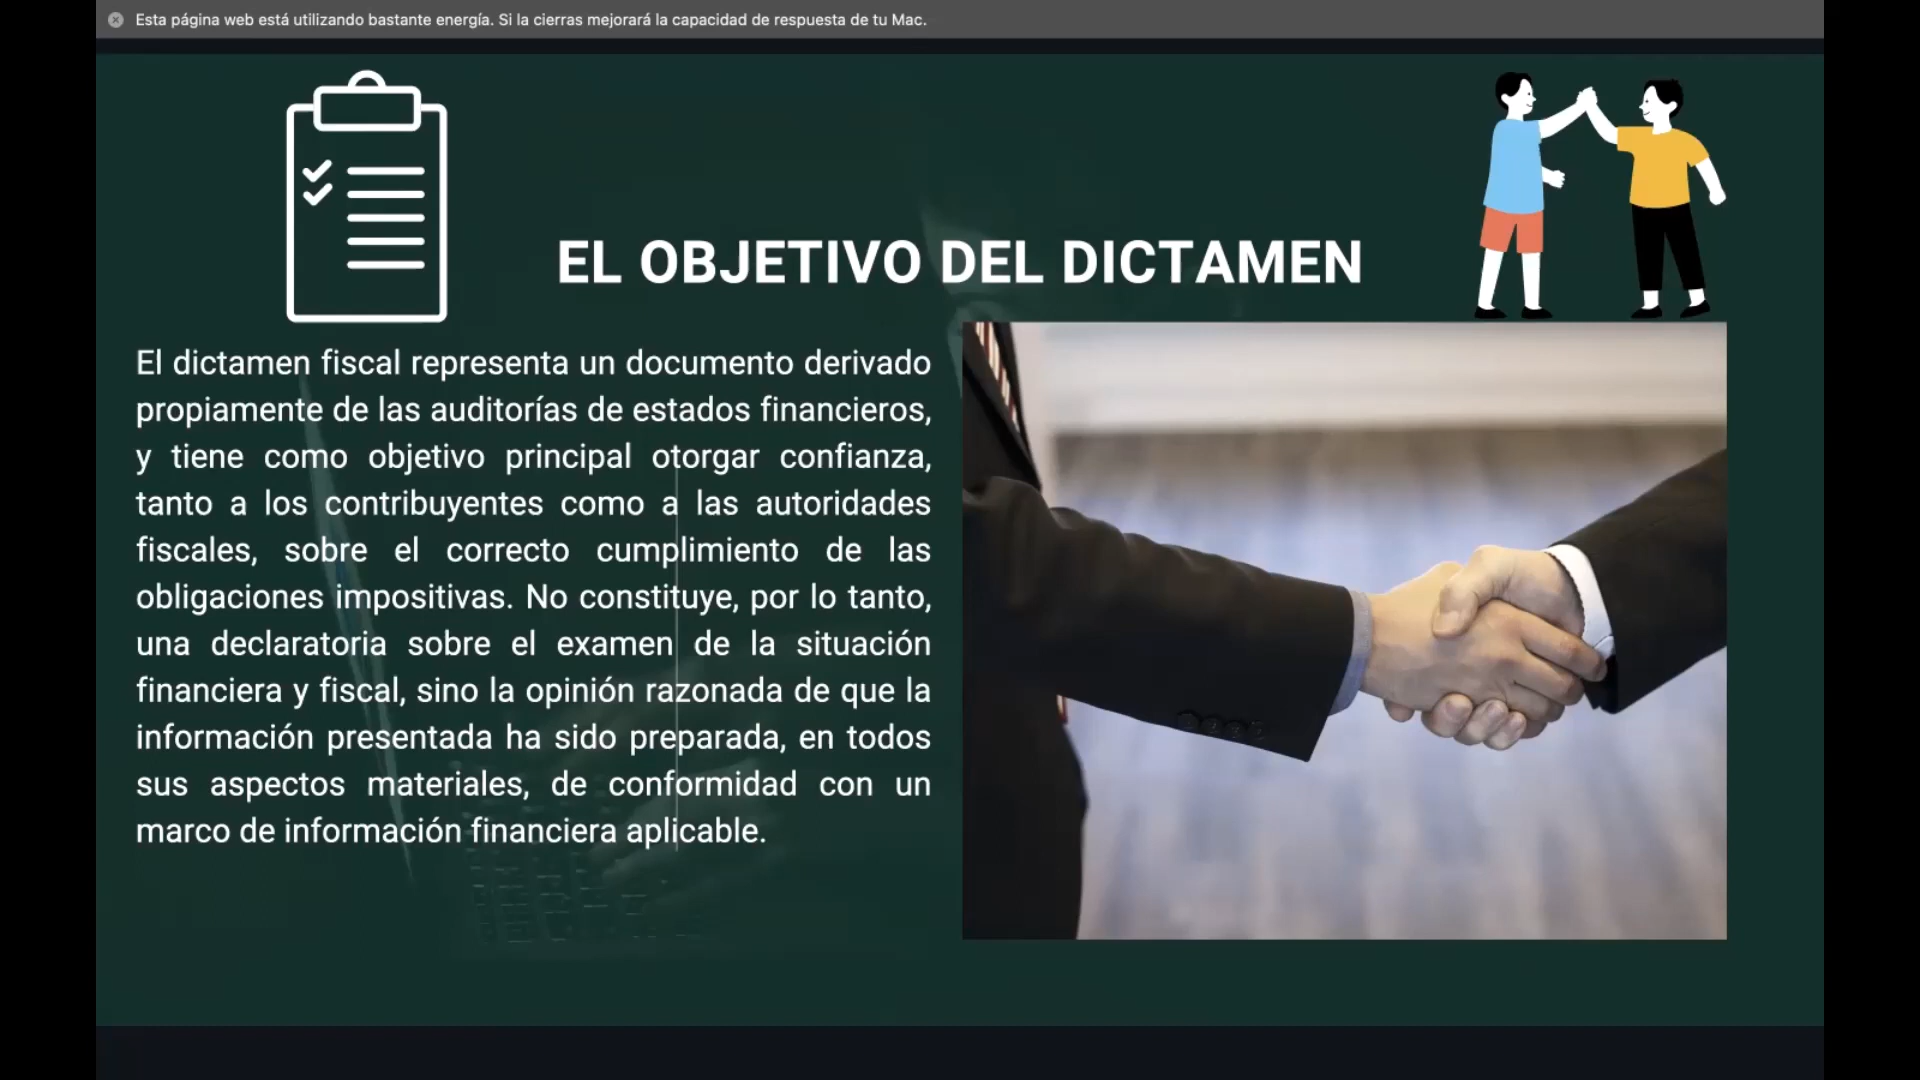 Esta página web está utilizando bastante energía. Si la cierras mejorará la capacidad de respuesta de tu Mac.
EL OBJETIVO DEL DICTAMEN
El dictamen fiscal representa un documento derivado
propiamente de las auditorías de estados financieros,
y tiene como objetivo principal otorgar confianza,
tanto a los contribuyentes como a las autoridades
fiscales, sobre el correcto cumplimiento de las
obligaciones impositivas. No constituye, por lo tanto,
una declaratoria sobre el examen de la situación
financiera y fiscal, sino la opinión razonada de que la
información presentada ha sido preparada, en todos
sus aspectos materiales, de conformidad con un
marco de información financiera aplicable.